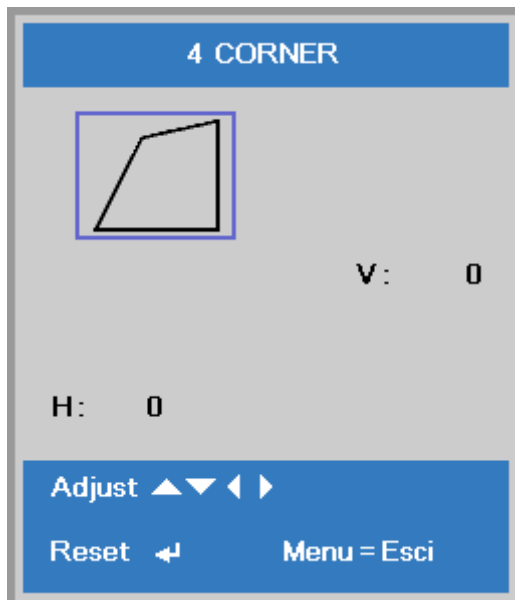 4 CORNER
V: 0
H: 0
Adjust
Reset Menu = Esci